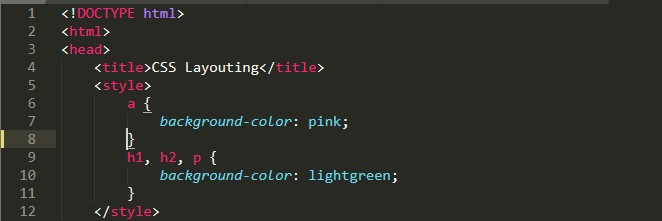 1 <!DOCTYPE html>
2 <html>
3 <head>
4     <title>CSS Layouting</title>
5     <style>
6         a {
7             background-color: pink;
8         }
9         h1, h2, p {
10             background-color: lightgreen;
11         }
12     </style>